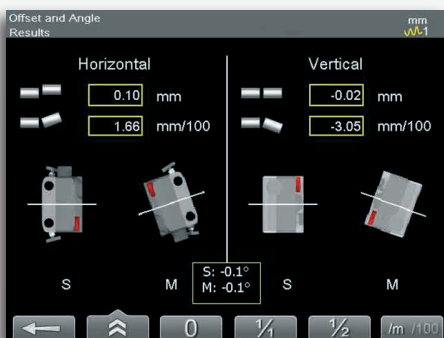 Offset and Angle
Results
mm
1
Horizontal
Vertical
0.10 mm
-0.02 mm
1.66 mm/100
-3.05 mm/100
S
M
S
M
S: -0.1°
M: -0.1°
0
1/1
1/2
/m /100